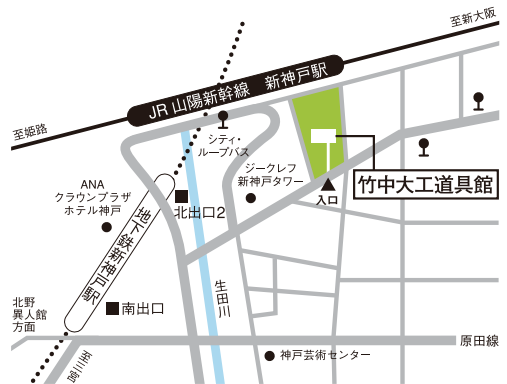 至新大阪
JR 山陽新幹線 新神戸駅
至姫路
シティ・
ループバス
ジークレフ
新神戸タワー
竹中大工道具館
入口
ANA
クラウンプラザ
ホテル神戸
北出口2
地下鉄新神戸駅
生田川
南出口
北野
異人館
方面
原田線
至三宮
神戸芸術センター